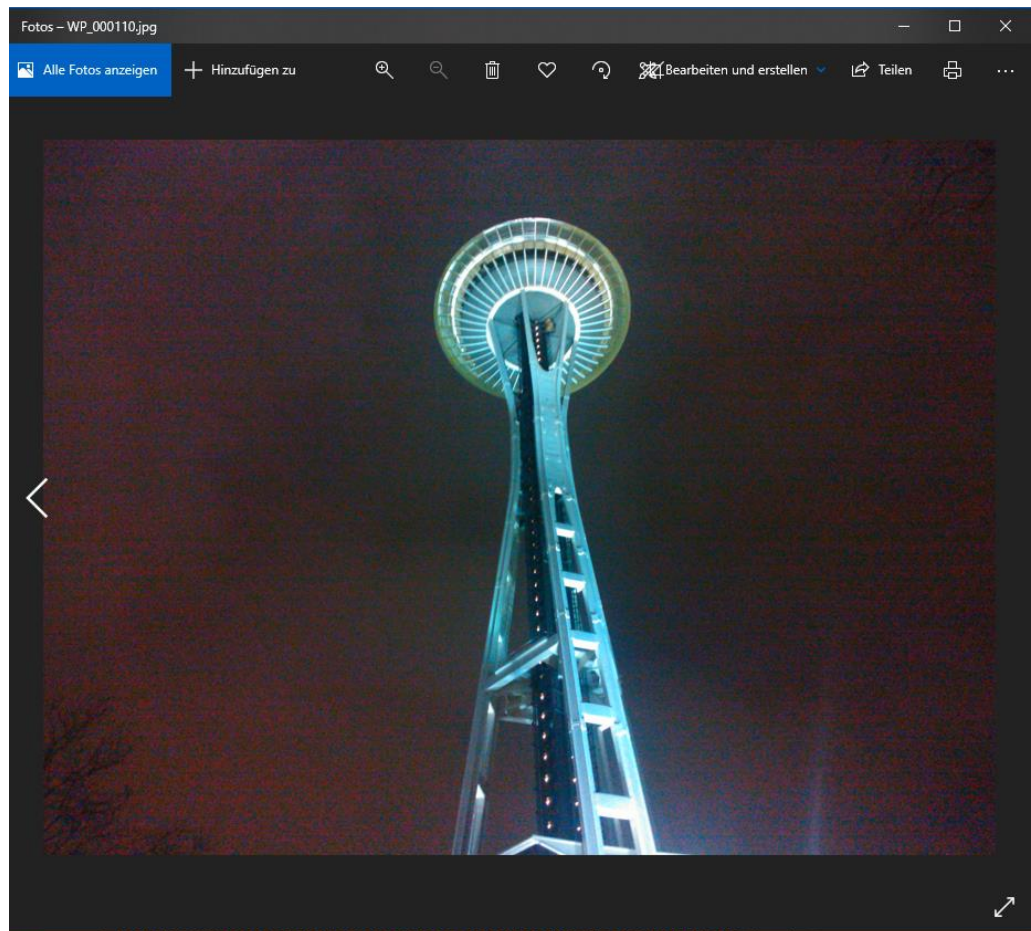 Fotos – WP_000110.jpg
Alle Fotos anzeigen
Hinzufügen zu
Bearbeiten und erstellen
Teilen